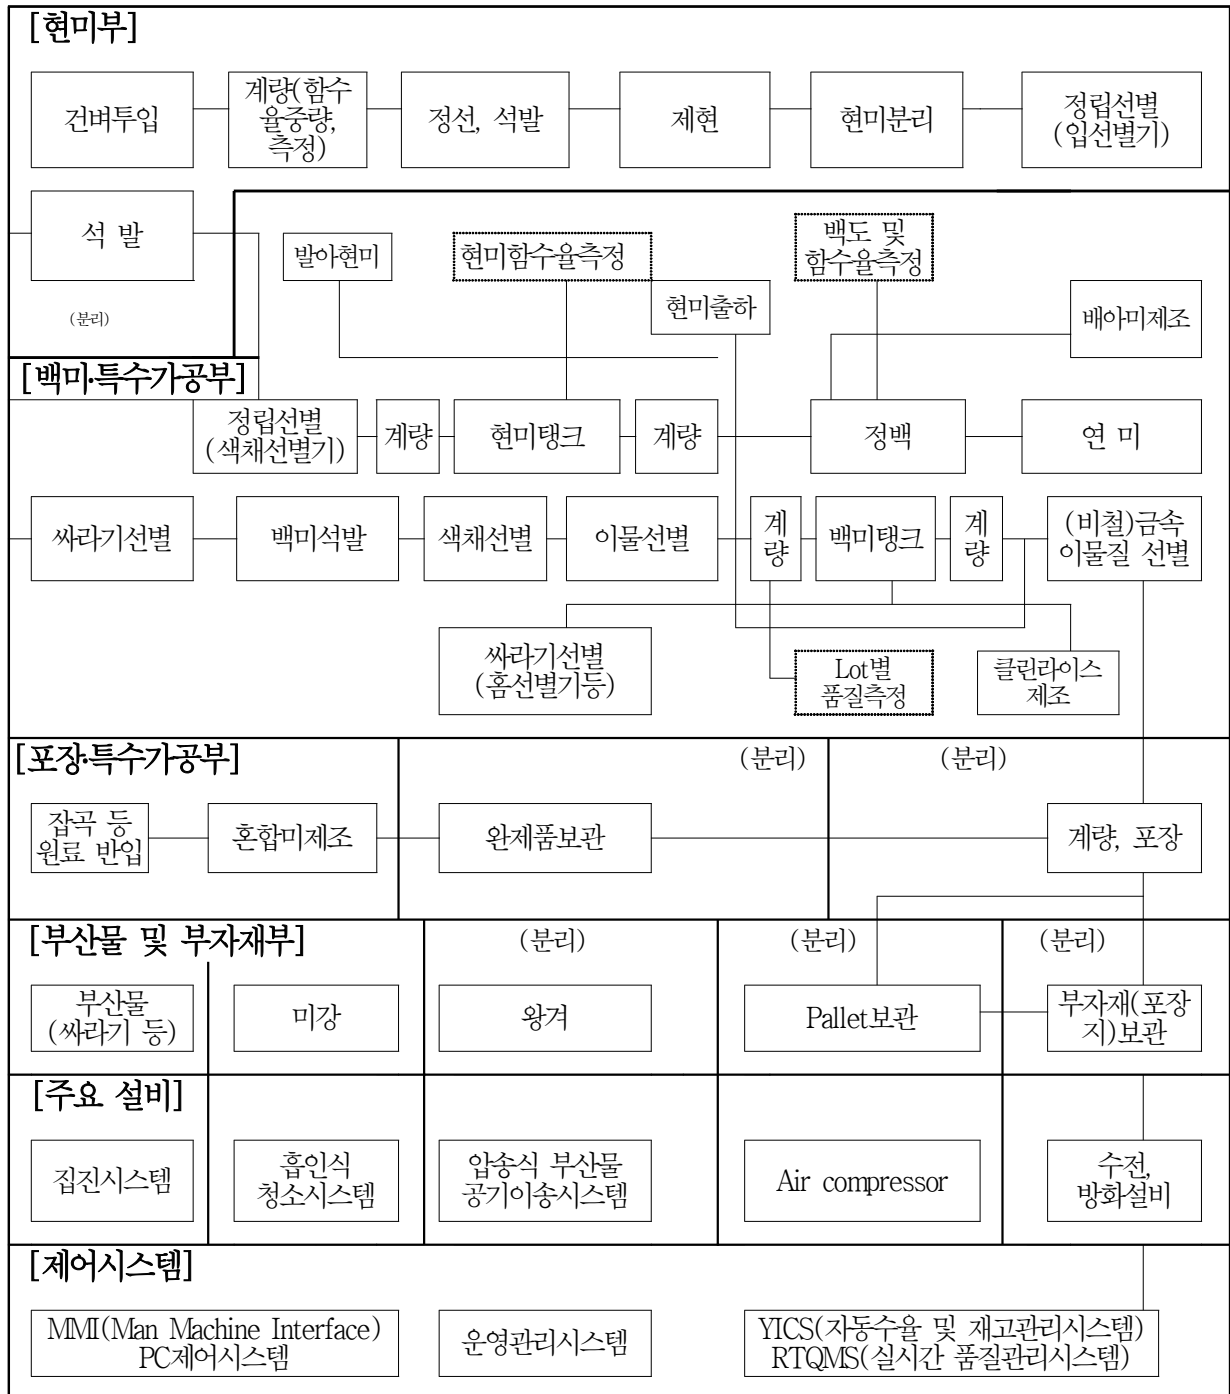 [현미부]
건벼투입
계량(함수
율중량,
측정)
정선, 석발
제현
현미분리
정립선별
(입선별기)
석 발
(분리)
발아현미
현미함수율측정
현미출하
백도 및
함수율측정
배아미제조
[백미·특수가공부]
정립선별
(색채선별기)
계량
현미탱크
계량
정백
연 미
싸라기선별
백미석발
색채선별
이물선별
계
량
백미탱크
계
량
(비철)금속
이물질 선별
싸라기선별
(홈선별기등)
Lot별
품질측정
클린라이스
제조
[포장·특수가공부]
(분리)
(분리)
잡곡 등
원료 반입
혼합미제조
완제품보관
계량, 포장
[부산물 및 부자재부]
(분리)
(분리)
(분리)
부산물
(싸라기 등)
미강
왕겨
Pallet보관
부자재(포장
지)보관
[주요 설비]
집진시스템
흡인식
청소시스템
압송식 부산물
공기이송시스템
Air compressor
수전,
방화설비
[제어시스템]
MMI(Man Machine Interface)
PC제어시스템
운영관리시스템
YICS(자동수율 및 재고관리시스템)
RTQMS(실시간 품질관리시스템)